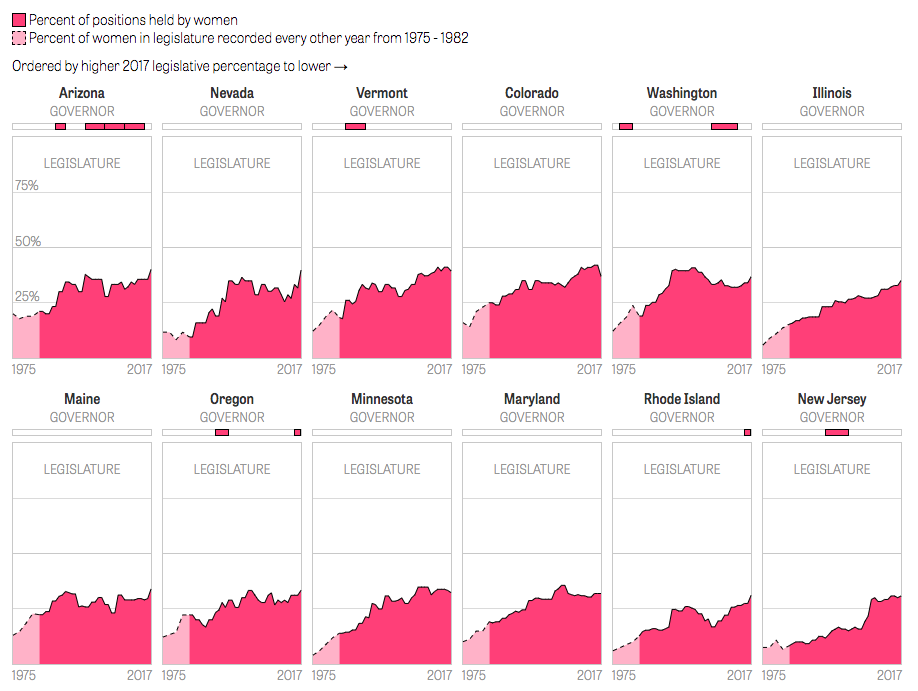 Percent of positions held by women
Percent of women in legislature recorded every other year from 1975 - 1982
Ordered by higher 2017 legislative percentage to lower →
Arizona Nevada Vermont Colorado Washington Illinois
GOVERNOR GOVERNOR GOVERNOR GOVERNOR GOVERNOR GOVERNOR
LEGISLATURE LEGISLATURE LEGISLATURE LEGISLATURE LEGISLATURE LEGISLATURE
75%
50%
25%
1975 2017 1975 2017 1975 2017 1975 2017 1975 2017 1975 2017
Maine Oregon Minnesota Maryland Rhode Island New Jersey
GOVERNOR GOVERNOR GOVERNOR GOVERNOR GOVERNOR GOVERNOR
LEGISLATURE LEGISLATURE LEGISLATURE LEGISLATURE LEGISLATURE LEGISLATURE
1975 2017 1975 2017 1975 2017 1975 2017 1975 2017 1975 2017